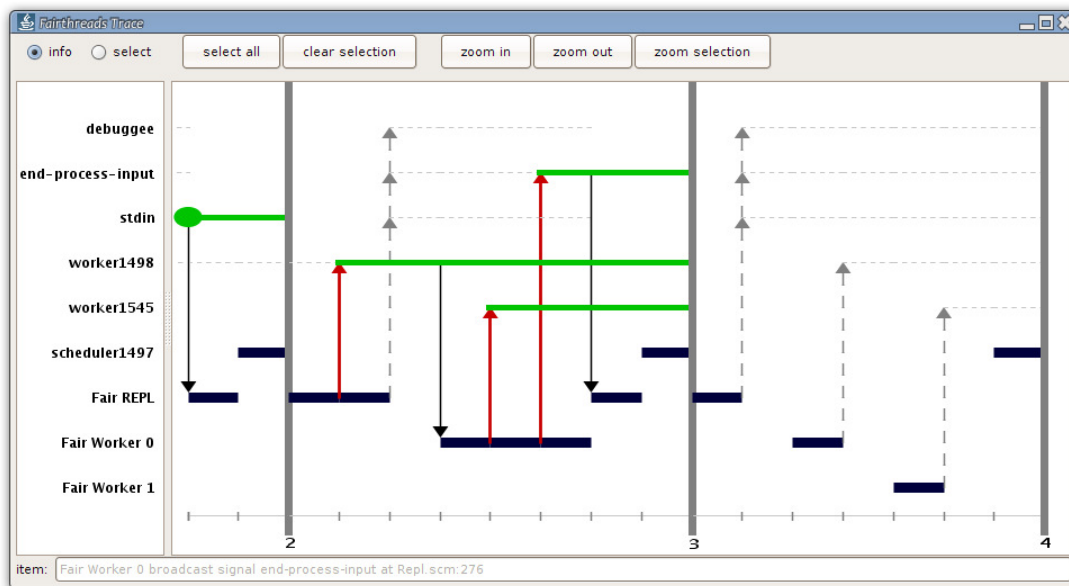 Fairthreads Trace
info select select all clear selection zoom in zoom out zoom selection
debuggee
end-process-input
stdin
worker1498
worker1545
scheduler1497
Fair REPL
Fair Worker 0
Fair Worker 1
2 3 4
item: Fair Worker 0 broadcast signal end-process-input at Repl.scm:276